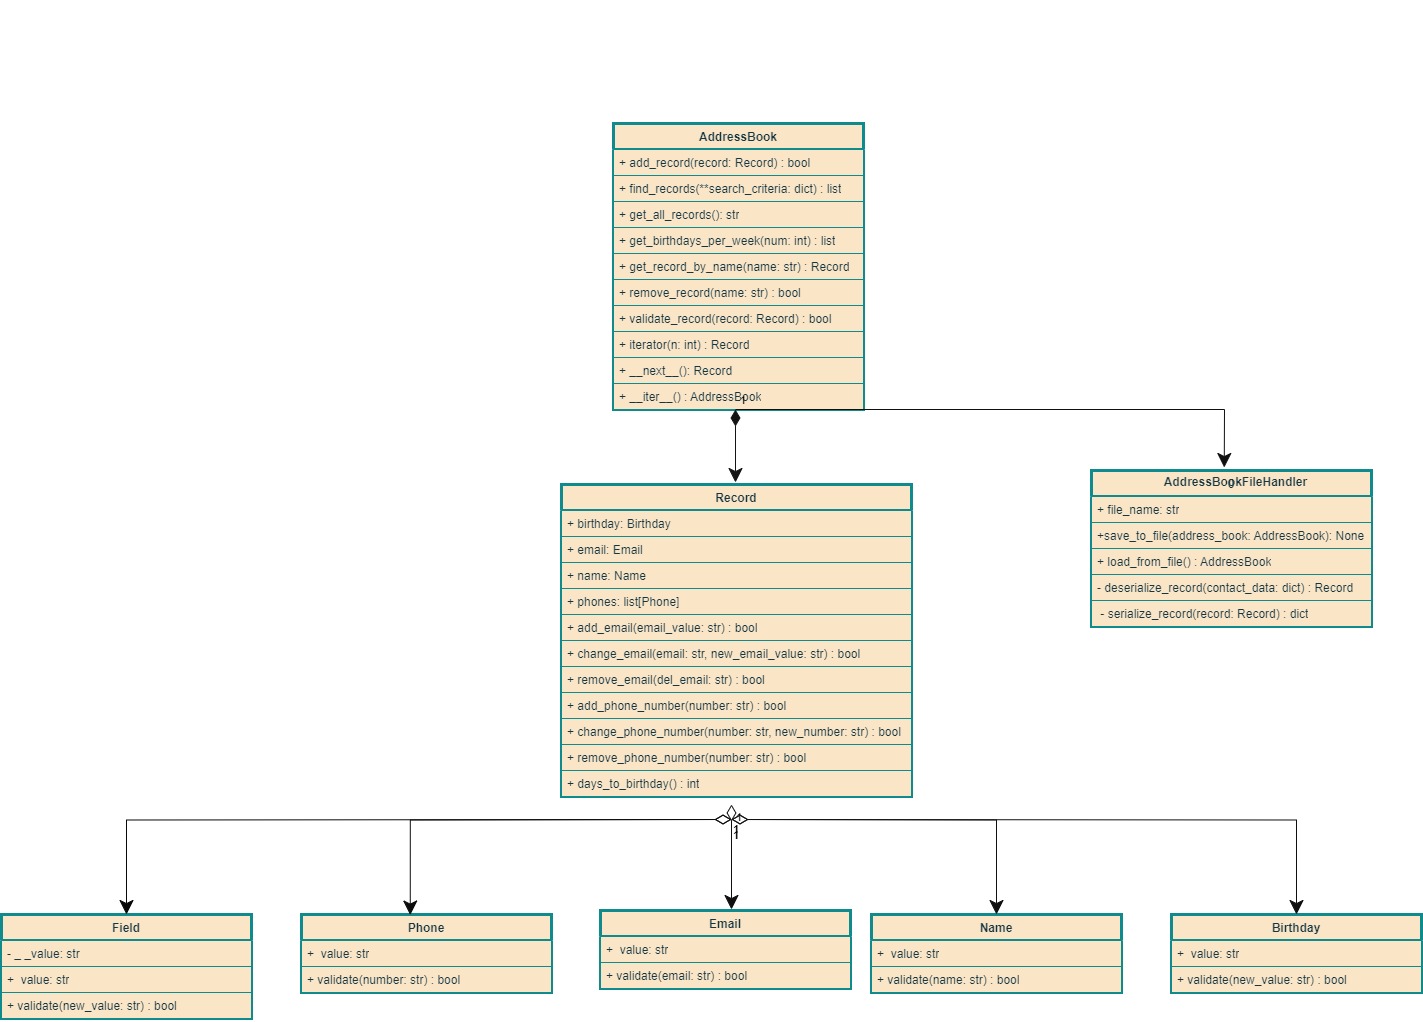 AddressBook
+ add_record(record: Record) : bool
+ find_records(**search_criteria: dict) : list
+ get_all_records(): str
+ get_birthdays_per_week(num: int) : list
+ get_record_by_name(name: str) : Record
+ remove_record(name: str) : bool
+ validate_record(record: Record) : bool
+ iterator(n: int) : Record
+ __next__(): Record
+ __iter__() : AddressBook
1
Record
+ birthday: Birthday
+ email: Email
+ name: Name
+ phones: list[Phone]
+ add_email(email_value: str) : bool
+ change_email(email: str, new_email_value: str) : bool
+ remove_email(del_email: str) : bool
+ add_phone_number(number: str) : bool
+ change_phone_number(number: str, new_number: str) : bool
+ remove_phone_number(number: str) : bool
+ days_to_birthday() : int
AddressBookFileHandler
+ file_name: str
+save_to_file(address_book: AddressBook): None
+ load_from_file() : AddressBook
- deserialize_record(contact_data: dict) : Record
- serialize_record(record: Record) : dict
1
1
Field
- _ _value: str
+ value: str
+ validate(new_value: str) : bool
Phone
+ value: str
+ validate(number: str) : bool
Email
+ value: str
+ validate(email: str) : bool
Name
+ value: str
+ validate(name: str) : bool
Birthday
+ value: str
+ validate(new_value: str) : bool